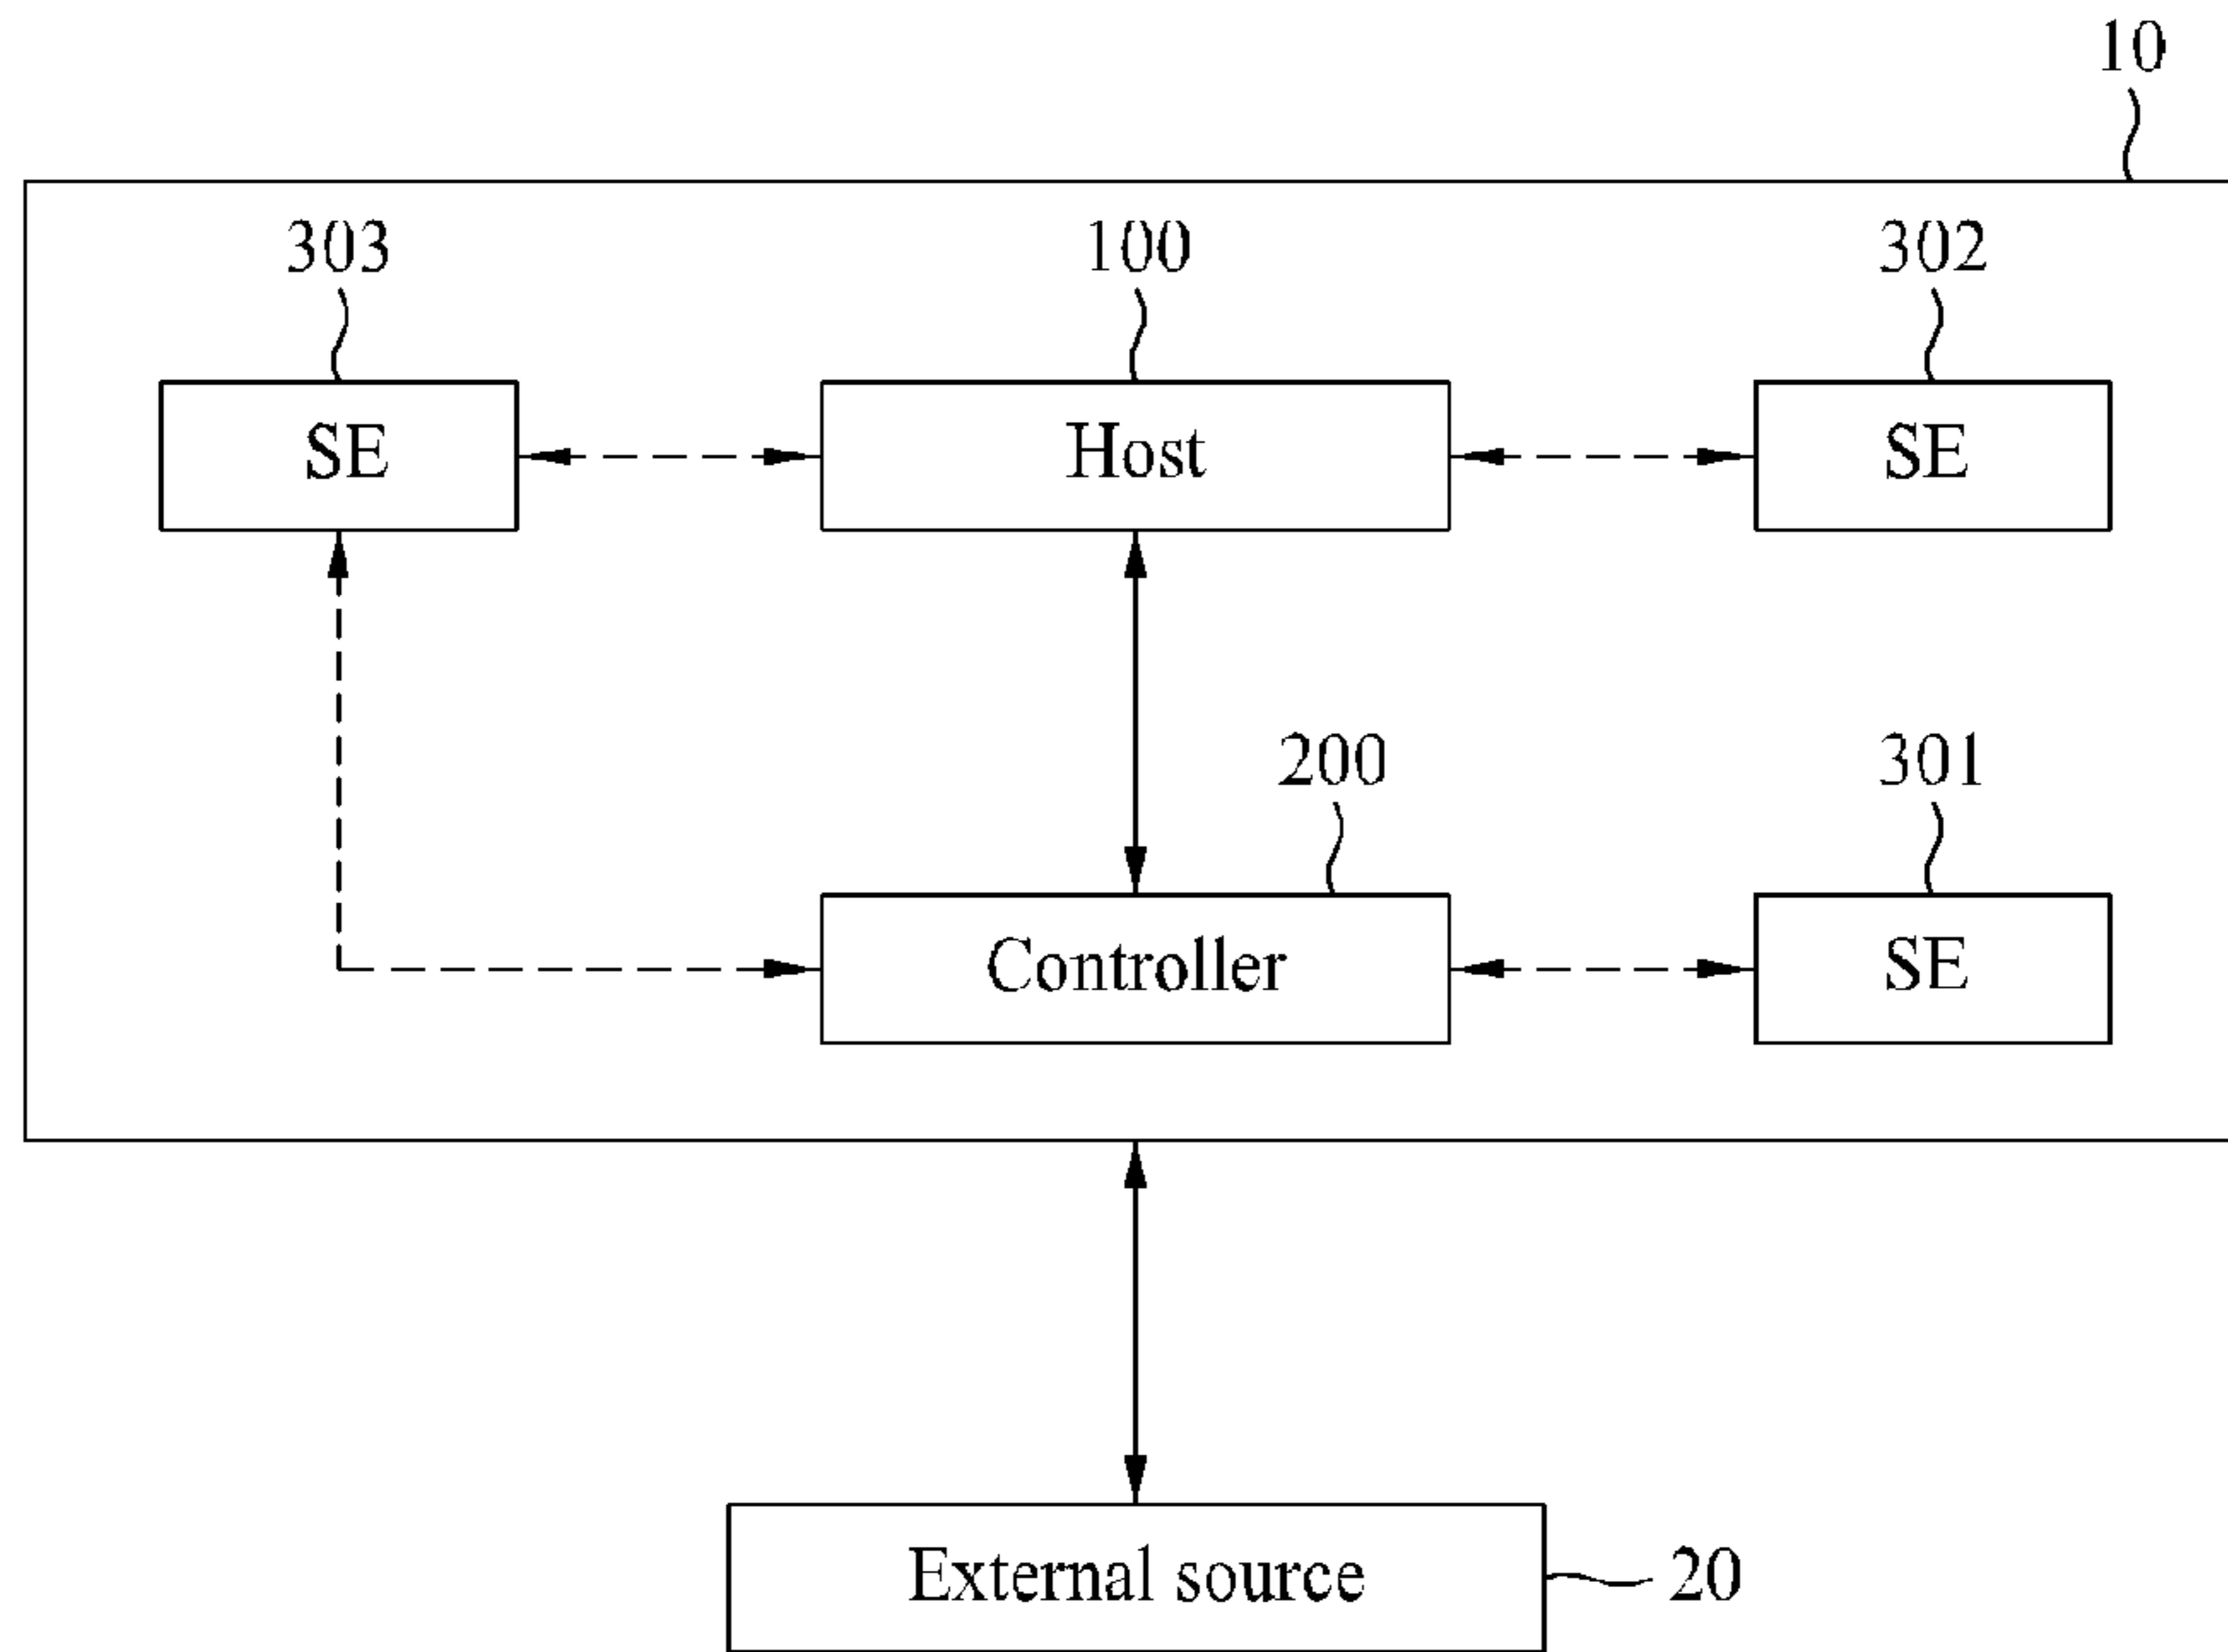 10
303 100 302
SE Host SE
200 301
Controller SE
External source 20